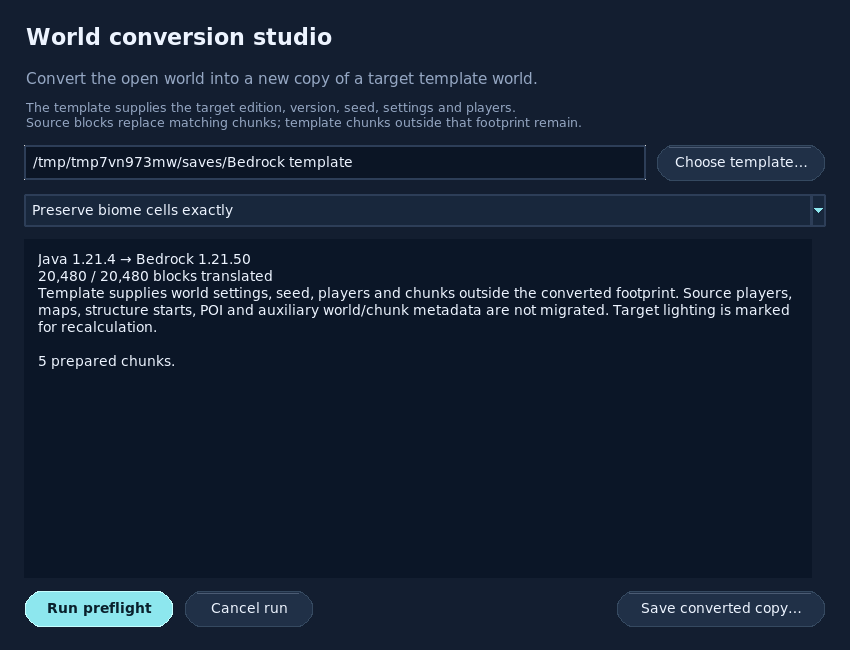 World conversion studio
Convert the open world into a new copy of a target template world.
The template supplies the target edition, version, seed, settings and players.
Source blocks replace matching chunks; template chunks outside that footprint remain.
/tmp/tmp7vn973mw/saves/Bedrock template
Choose template...
Preserve biome cells exactly
Java 1.21.4 → Bedrock 1.21.50
20,480 / 20,480 blocks translated
Template supplies world settings, seed, players and chunks outside the converted footprint. Source players,
maps, structure starts, POI and auxiliary world/chunk metadata are not migrated. Target lighting is marked
for recalculation.
5 prepared chunks.
Run preflight
Cancel run
Save converted copy...